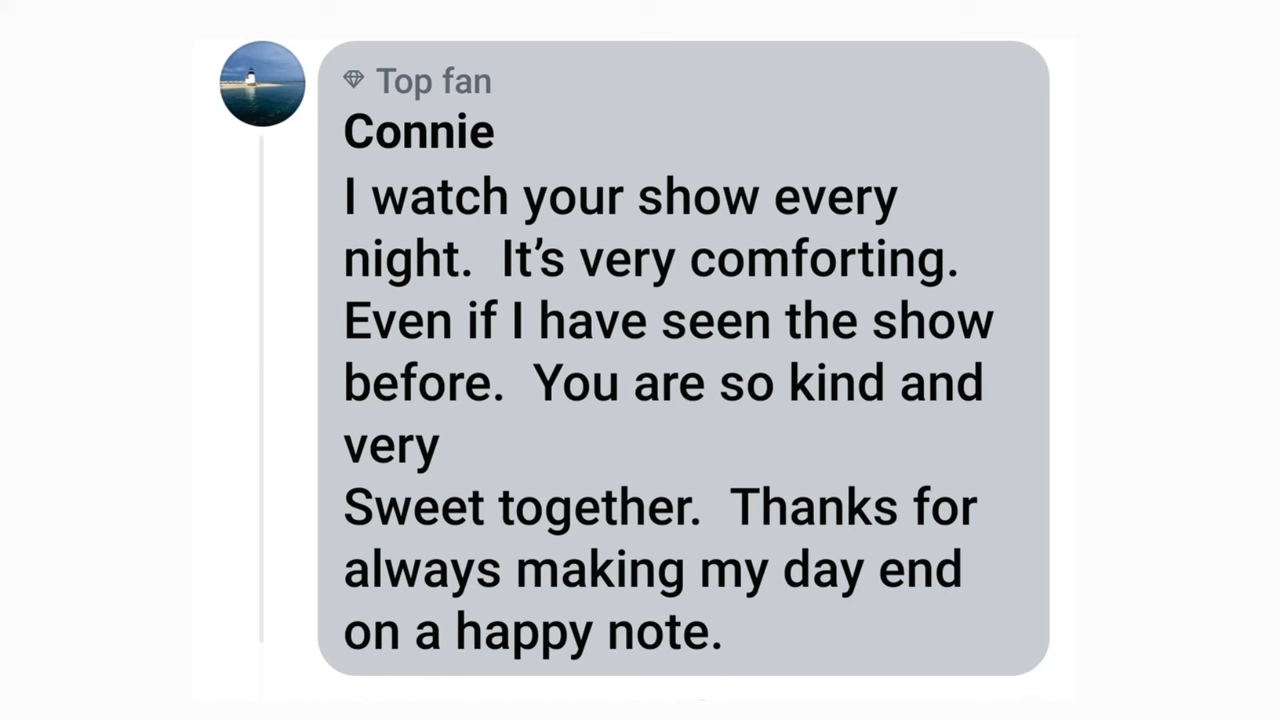 Top fan
Connie
I watch your show every
night.  It’s very comforting.
Even if I have seen the show
before.  You are so kind and
very
Sweet together.  Thanks for
always making my day end
on a happy note.